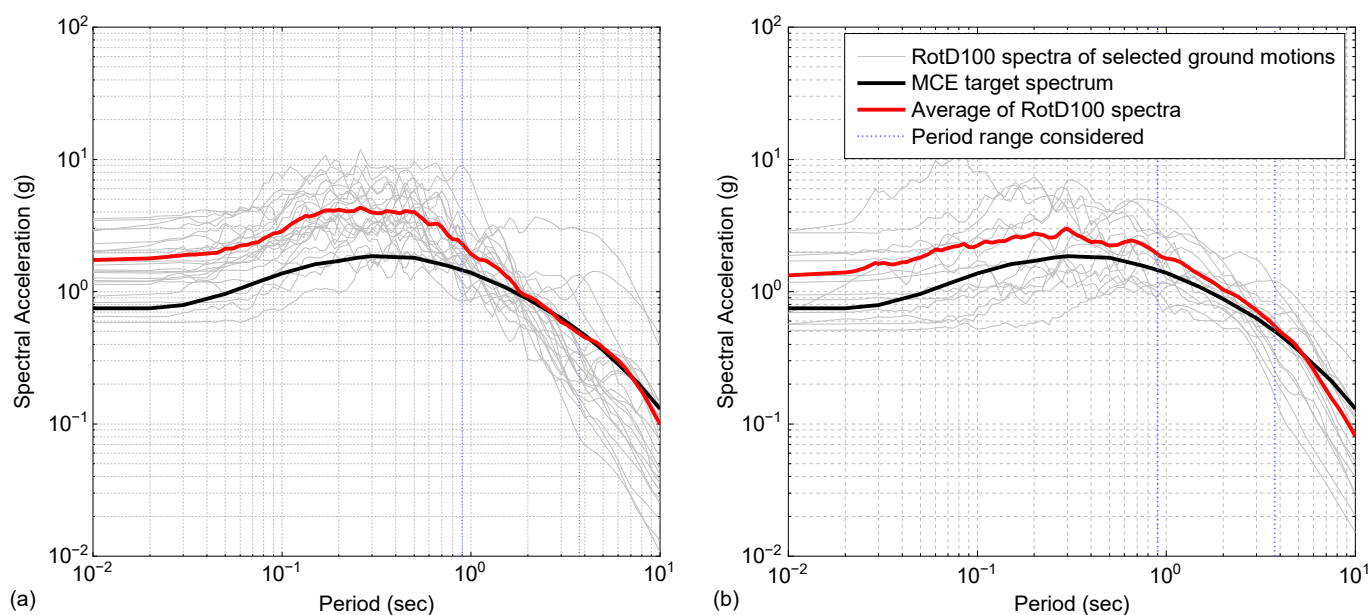 10^2
10^1
10^0
10^-1
10^-2
Spectral Acceleration (g)
10^-2
10^-1
10^0
10^1
Period (sec)
(a)
10^2
10^1
10^0
10^-1
10^-2
Spectral Acceleration (g)
RotD100 spectra of selected ground motions
MCE target spectrum
Average of RotD100 spectra
Period range considered
10^-2
10^-1
10^0
10^1
Period (sec)
(b)